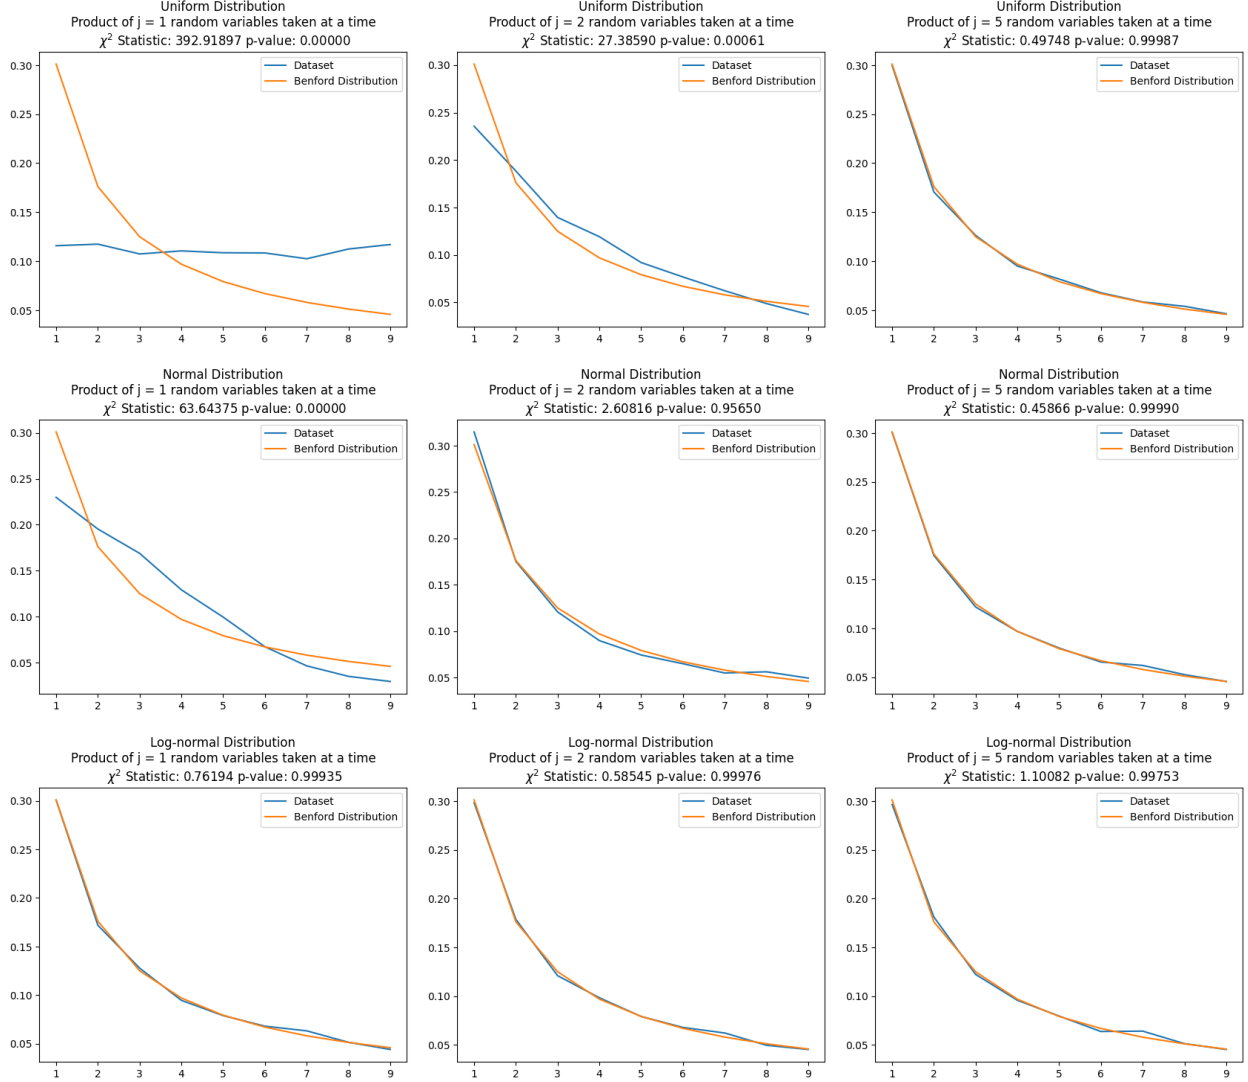 Uniform Distribution
Product of j = 1 random variables taken at a time
χ² Statistic: 392.91897 p-value: 0.00000
0.30
0.25
0.20
0.15
0.10
0.05
Dataset
Benford Distribution
1 2 3 4 5 6 7 8 9
Uniform Distribution
Product of j = 2 random variables taken at a time
χ² Statistic: 27.38590 p-value: 0.00061
0.30
0.25
0.20
0.15
0.10
0.05
Dataset
Benford Distribution
1 2 3 4 5 6 7 8 9
Uniform Distribution
Product of j = 5 random variables taken at a time
χ² Statistic: 0.49748 p-value: 0.99987
0.30
0.25
0.20
0.15
0.10
0.05
Dataset
Benford Distribution
1 2 3 4 5 6 7 8 9
Normal Distribution
Product of j = 1 random variables taken at a time
χ² Statistic: 63.64375 p-value: 0.00000
0.30
0.25
0.20
0.15
0.10
0.05
Dataset
Benford Distribution
1 2 3 4 5 6 7 8 9
Normal Distribution
Product of j = 2 random variables taken at a time
χ² Statistic: 2.60816 p-value: 0.95650
0.30
0.25
0.20
0.15
0.10
0.05
Dataset
Benford Distribution
1 2 3 4 5 6 7 8 9
Normal Distribution
Product of j = 5 random variables taken at a time
χ² Statistic: 0.45866 p-value: 0.99990
0.30
0.25
0.20
0.15
0.10
0.05
Dataset
Benford Distribution
1 2 3 4 5 6 7 8 9
Log-normal Distribution
Product of j = 1 random variables taken at a time
χ² Statistic: 0.76194 p-value: 0.99935
0.30
0.25
0.20
0.15
0.10
0.05
Dataset
Benford Distribution
1 2 3 4 5 6 7 8 9
Log-normal Distribution
Product of j = 2 random variables taken at a time
χ² Statistic: 0.58545 p-value: 0.99976
0.30
0.25
0.20
0.15
0.10
0.05
Dataset
Benford Distribution
1 2 3 4 5 6 7 8 9
Log-normal Distribution
Product of j = 5 random variables taken at a time
χ² Statistic: 1.10082 p-value: 0.99753
0.30
0.25
0.20
0.15
0.10
0.05
Dataset
Benford Distribution
1 2 3 4 5 6 7 8 9